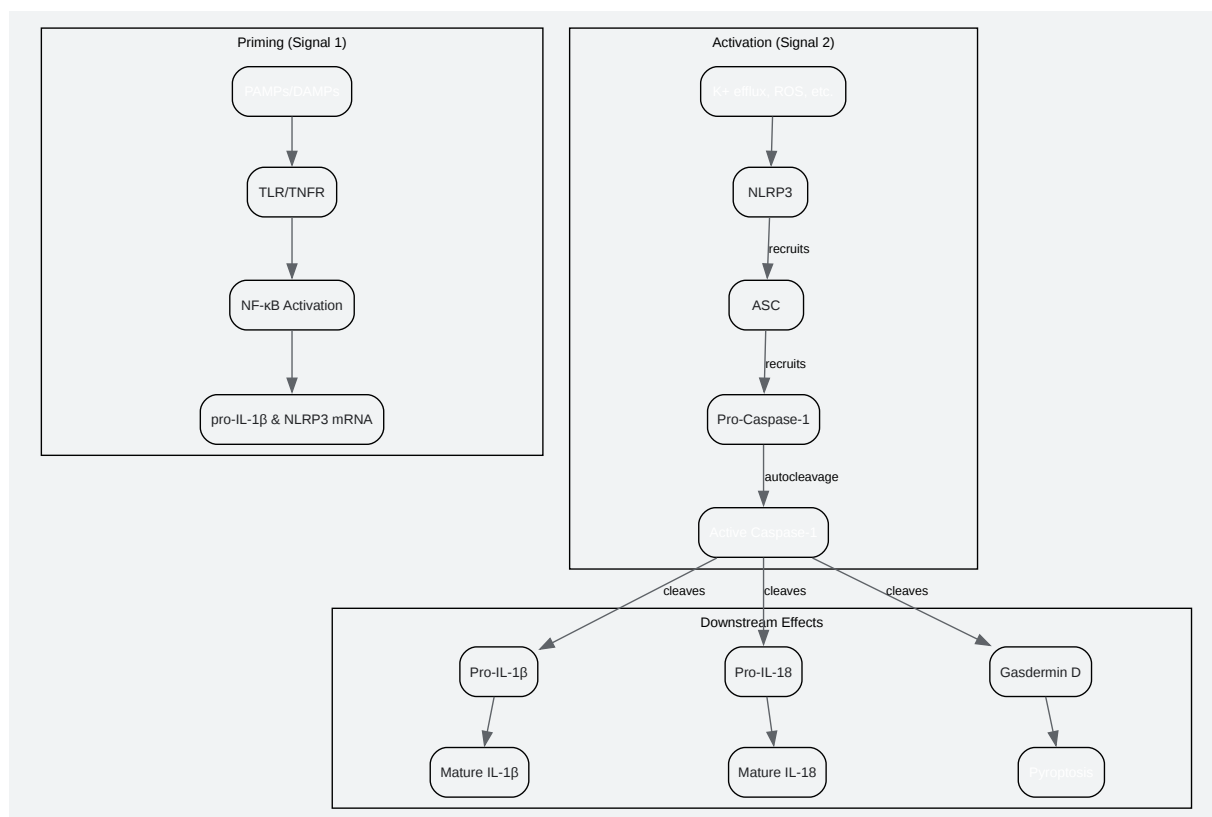 Priming (Signal 1)
PAMPs/DAMPs
TLR/TNFR
NF-κB Activation
pro-IL-1β & NLRP3 mRNA
Activation (Signal 2)
K+ efflux, ROS, etc.
NLRP3
recruits
ASC
recruits
Pro-Caspase-1
autocleavage
Active Caspase-1
cleaves
cleaves
cleaves
Downstream Effects
Pro-IL-1β
Pro-IL-18
Gasdermin D
Mature IL-1β
Mature IL-18
Pyroptosis